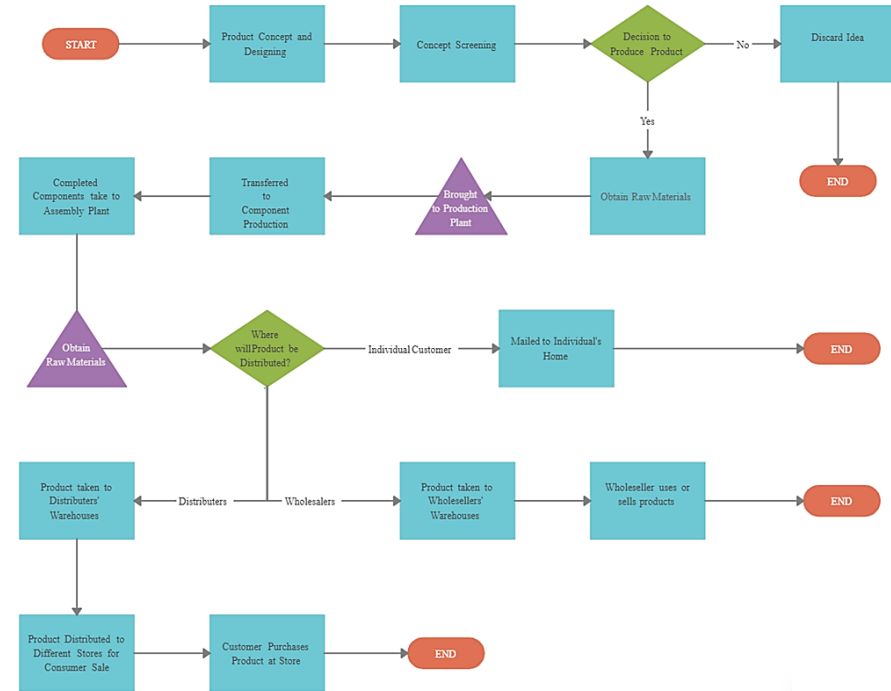 START
Product Concept and
Designing
Concept Screening
Decision to
Produce Product
No
Discard Idea
Yes
END
Completed
Components take to
Assembly Plant
Transferred
to
Component
Production
Brought
to Production
Plant
Obtain Raw Materials
Obtain
Raw Materials
Where
will Product be
Distributed?
Individual Customer
Mailed to Individual's
Home
END
Product taken to
Distributers'
Warehouses
Distributers
Wholesalers
Product taken to
Wholesellers'
Warehouses
Wholeseller uses or
sells products
END
Product Distributed to
Different Stores for
Consumer Sale
Customer Purchases
Product at Store
END